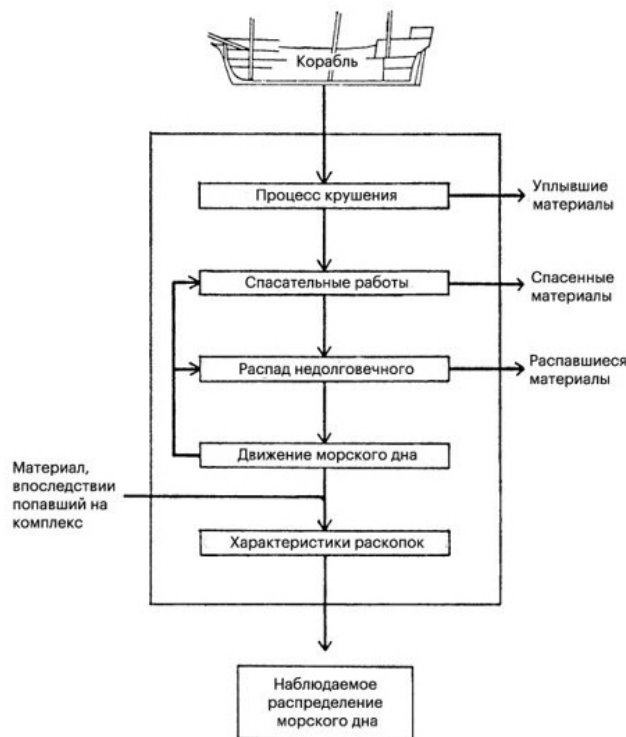 Корабль
Процесс крушения
Уплывшие
материалы
Спасательные работы
Спасенные
материалы
Распад недолговечного
Распавшиеся
материалы
Движение морского дна
Материал,
впоследствии
попавший на
комплекс
Характеристики раскопок
Наблюдаемое
распределение
морского дна